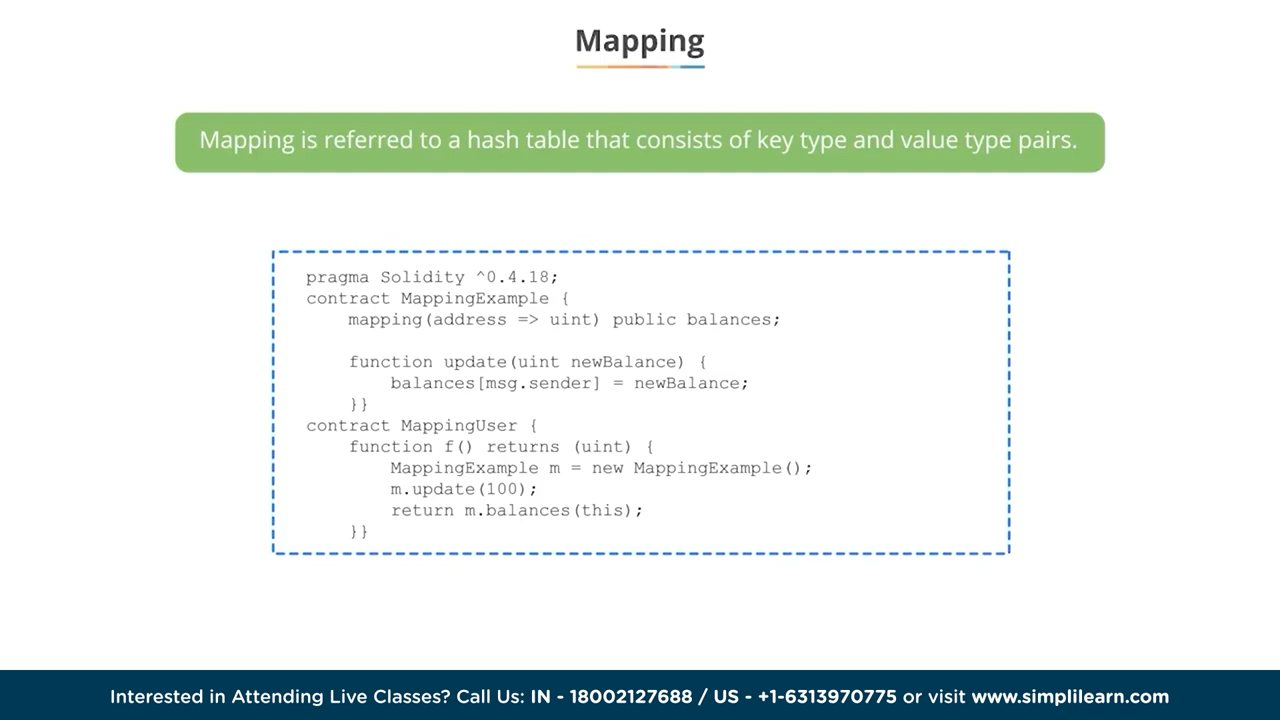 Mapping
Mapping is referred to a hash table that consists of key type and value type pairs.
pragma Solidity ^0.4.18;
contract MappingExample {
mapping(address => uint) public balances;
function update(uint newBalance) {
balances[msg.sender] = newBalance;
}}
contract MappingUser {
function f() returns (uint) {
MappingExample m = new MappingExample();
m.update(100);
return m.balances(this);
}}
Interested in Attending Live Classes? Call Us: IN - 18002127688 / US - +1-6313970775 or visit www.simplilearn.com